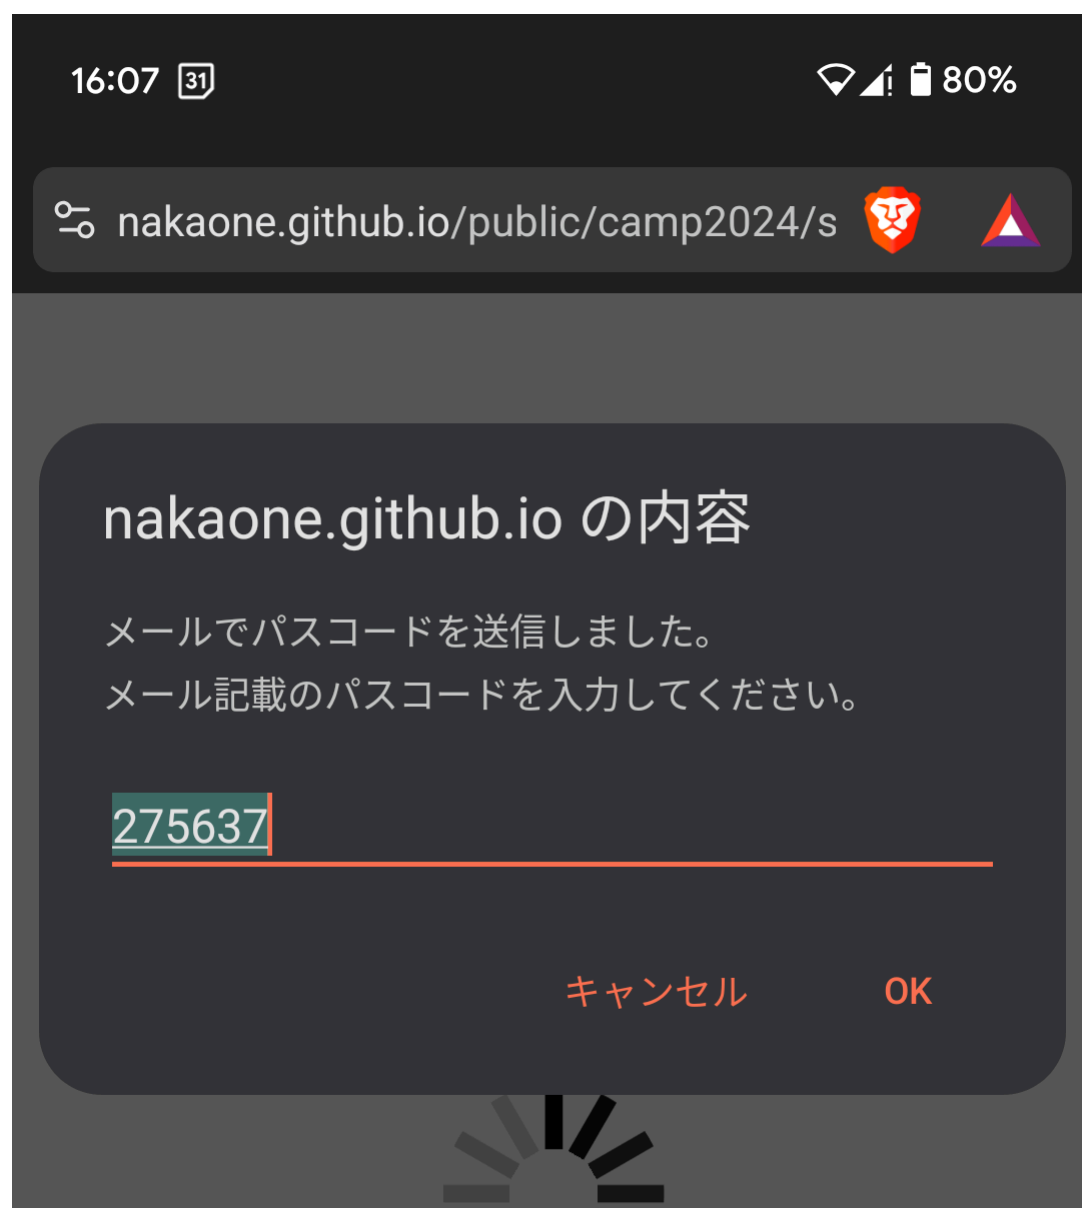 16:07 31 80%
nakaone.github.io/public/camp2024/s
nakaone.github.io の内容
メールでパスコードを送信しました。
メール記載のパスコードを入力してください。
275637
キャンセル OK